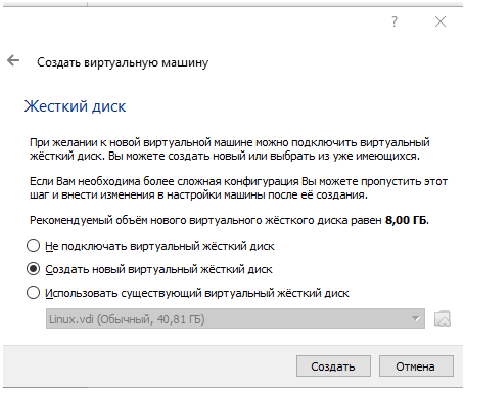 ?
Создать виртуальную машину
Жесткий диск
При желании к новой виртуальной машине можно подключить виртуальный
жёсткий диск. Вы можете создать новый или выбрать из уже имеющихся.
Если Вам необходима более сложная конфигурация Вы можете пропустить этот
шаг и внести изменения в настройки машины после её создания.
Рекомендуемый объём нового виртуального жёсткого диска равен 8,00 ГБ.
Не подключать виртуальный жёсткий диск
Создать новый виртуальный жёсткий диск
Использовать существующий виртуальный жёсткий диск
Linux.vdi (Обычный, 40,81 ГБ)
Создать
Отмена